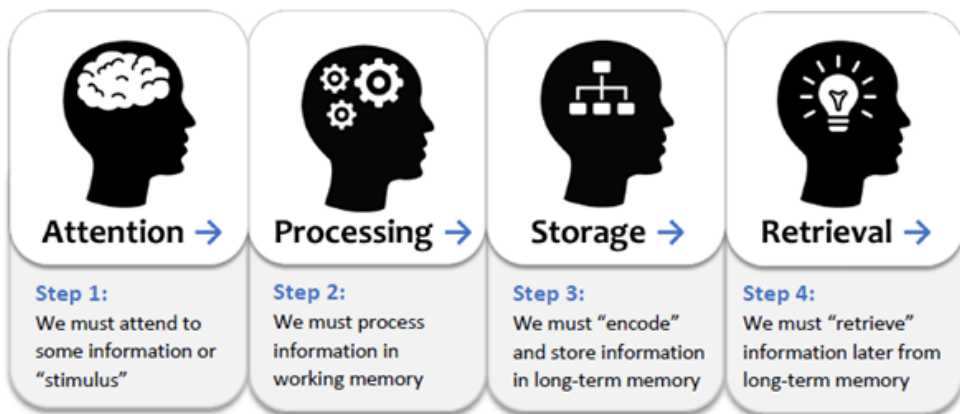 Attention →
Step 1:
We must attend to
some information or
“stimulus”
Processing →
Step 2:
We must process
information in
working memory
Storage →
Step 3:
We must “encode”
and store information
in long-term memory
Retrieval →
Step 4:
We must “retrieve”
information later from
long-term memory